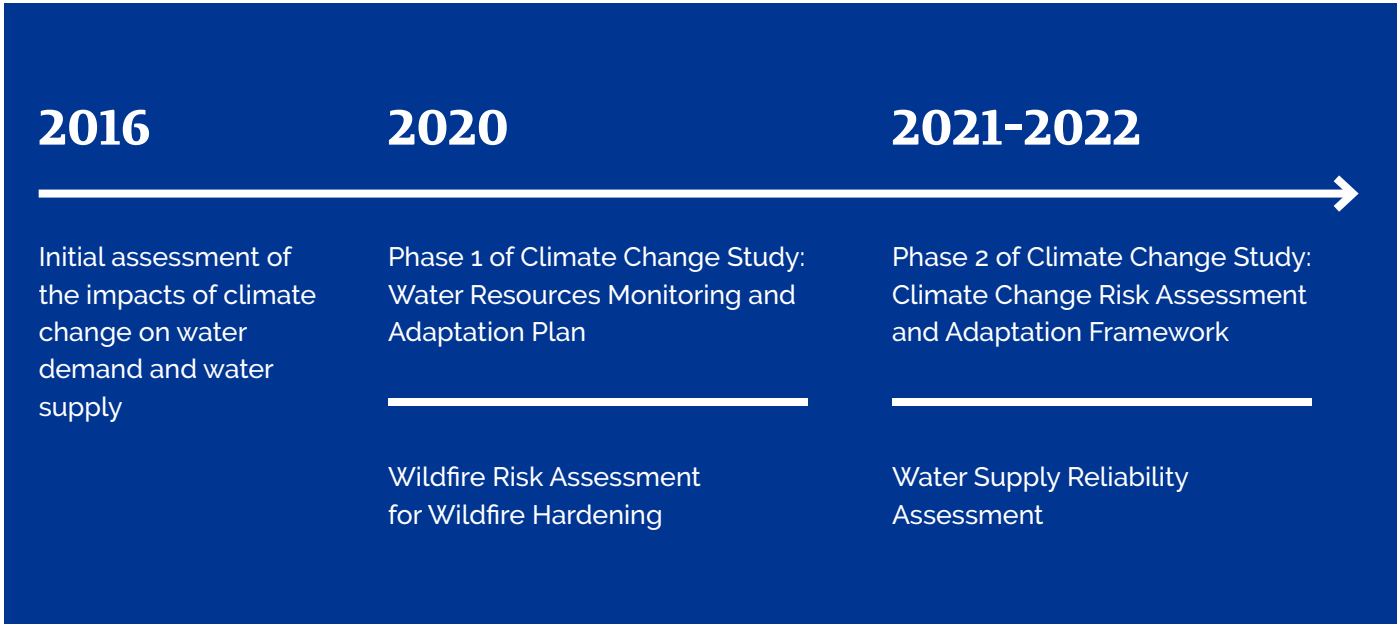 2016
Initial assessment of
the impacts of climate
change on water
demand and water
supply
2020
Phase 1 of Climate Change Study:
Water Resources Monitoring and
Adaptation Plan
Wildfire Risk Assessment
for Wildfire Hardening
2021-2022
Phase 2 of Climate Change Study:
Climate Change Risk Assessment
and Adaptation Framework
Water Supply Reliability
Assessment